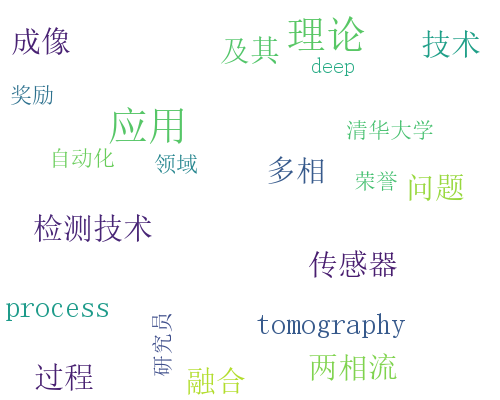 成像
及其
理论
技术
deep
奖励
应用
清华大学
自动化
领域
多相
荣誉
问题
检测技术
传感器
process
研究员
tomography
过程
融合
两相流